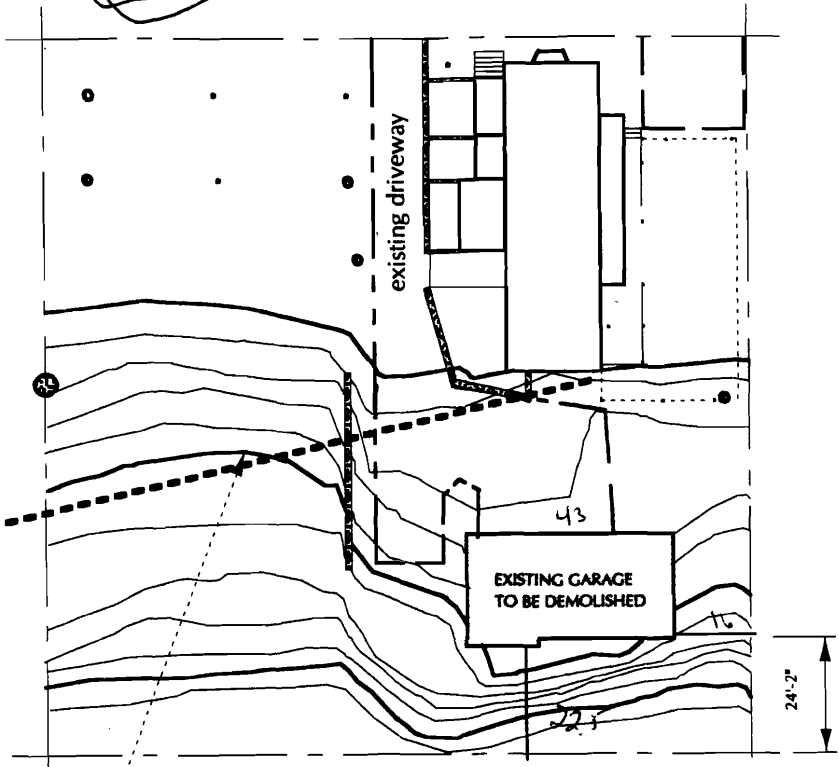 existing driveway
43
EXISTING GARAGE
TO BE DEMOLISHED
16
24'-2"